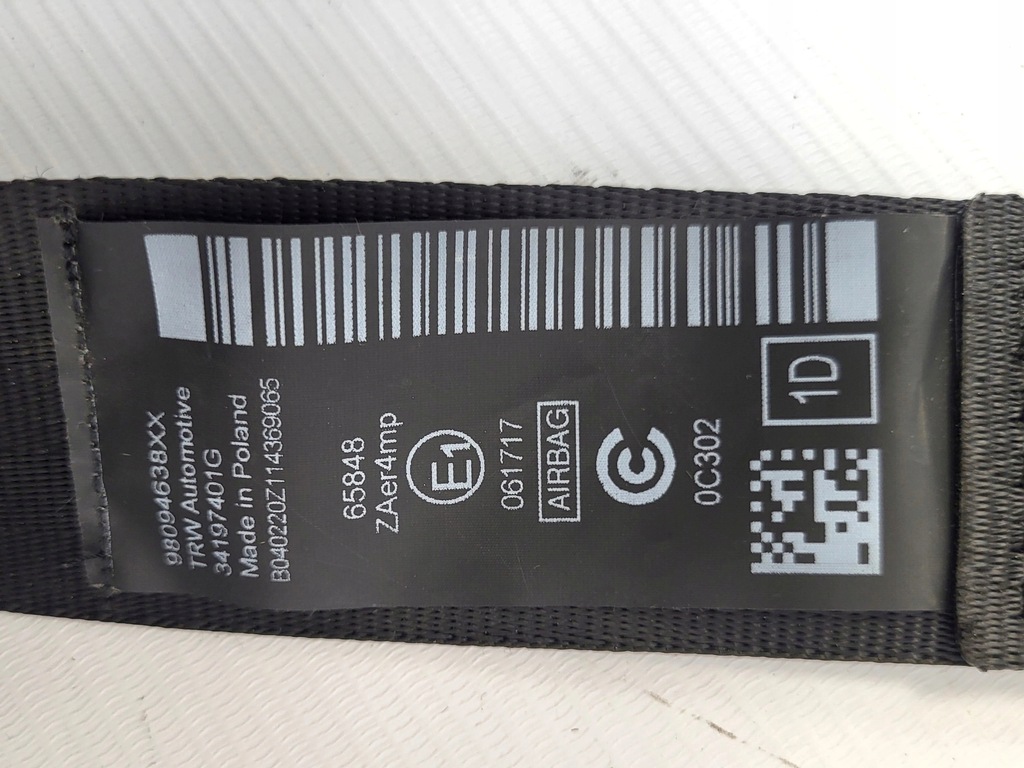 98094638XX
TRW Automotive
34197401G
Made in Poland
B040220Z114369065
65848
ZAer4mp
E1
061717
AIRBAG
0C302
1D